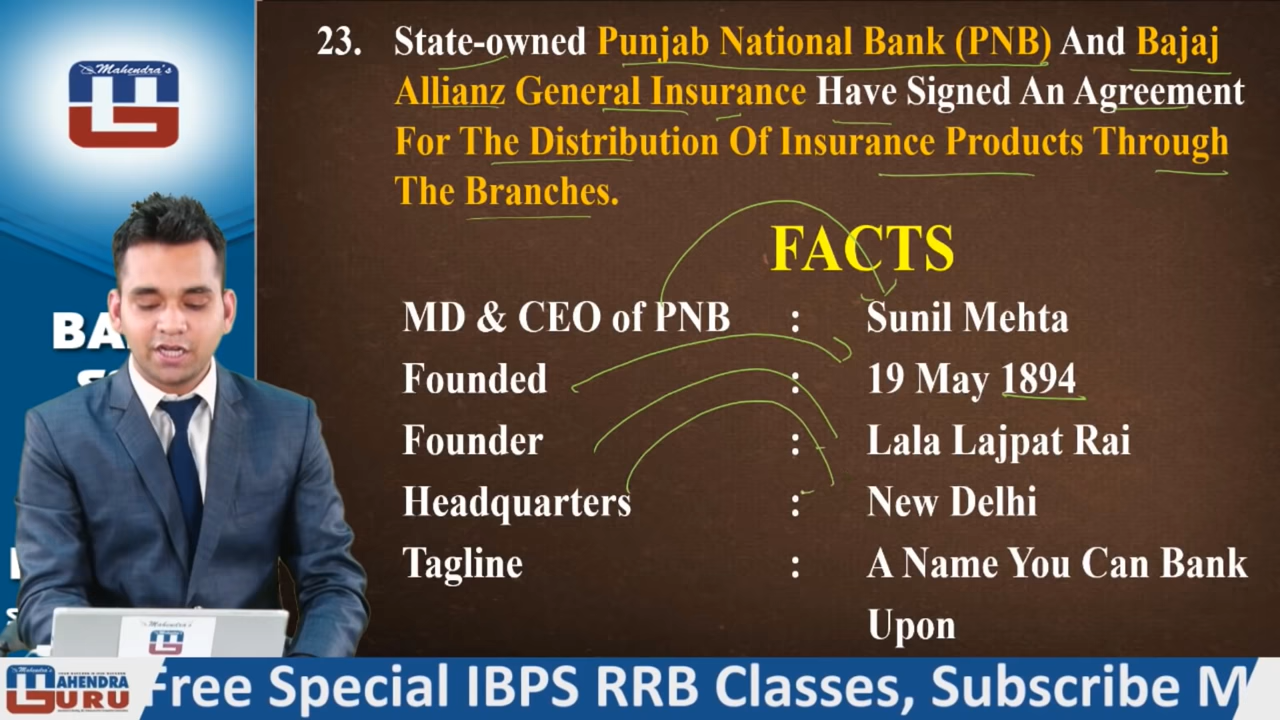 Mahendra's
23. State-owned Punjab National Bank (PNB) And Bajaj
Allianz General Insurance Have Signed An Agreement
For The Distribution Of Insurance Products Through
The Branches.
FACTS
MD & CEO of PNB : Sunil Mehta
Founded : 19 May 1894
Founder : Lala Lajpat Rai
Headquarters : New Delhi
Tagline : A Name You Can Bank
Upon
BA
Mahendra's
Mahendra's
AHENDRA
GURU
Free Special IBPS RRB Classes, Subscribe M